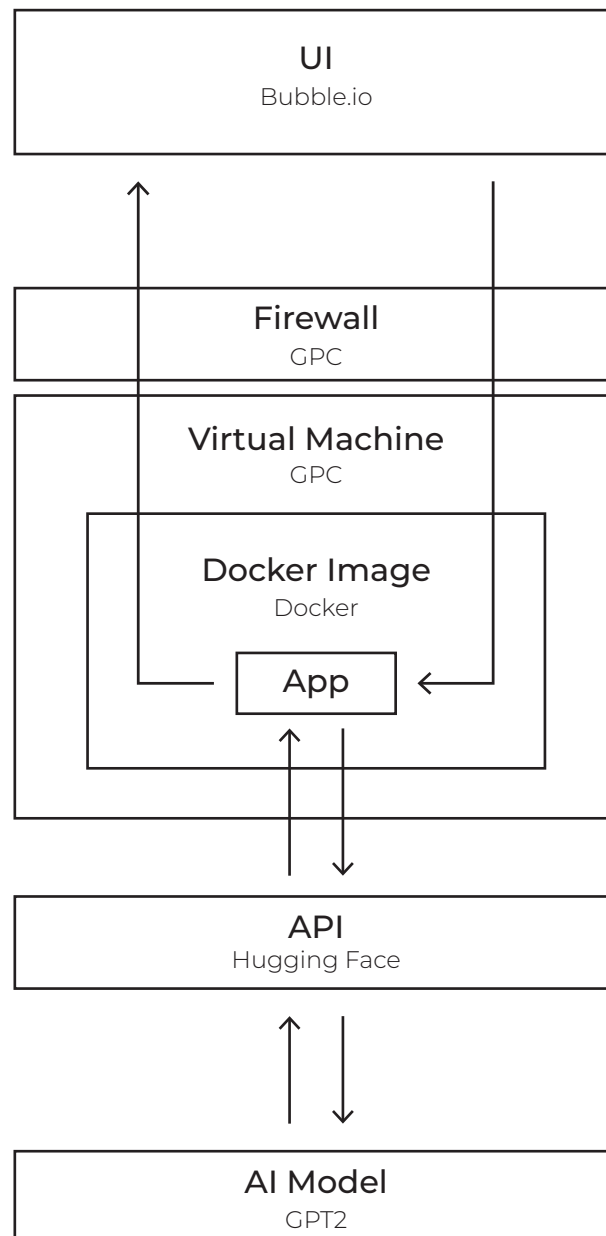 UI
Bubble.io
Firewall
GPC
Virtual Machine
GPC
Docker Image
Docker
App
API
Hugging Face
AI Model
GPT2